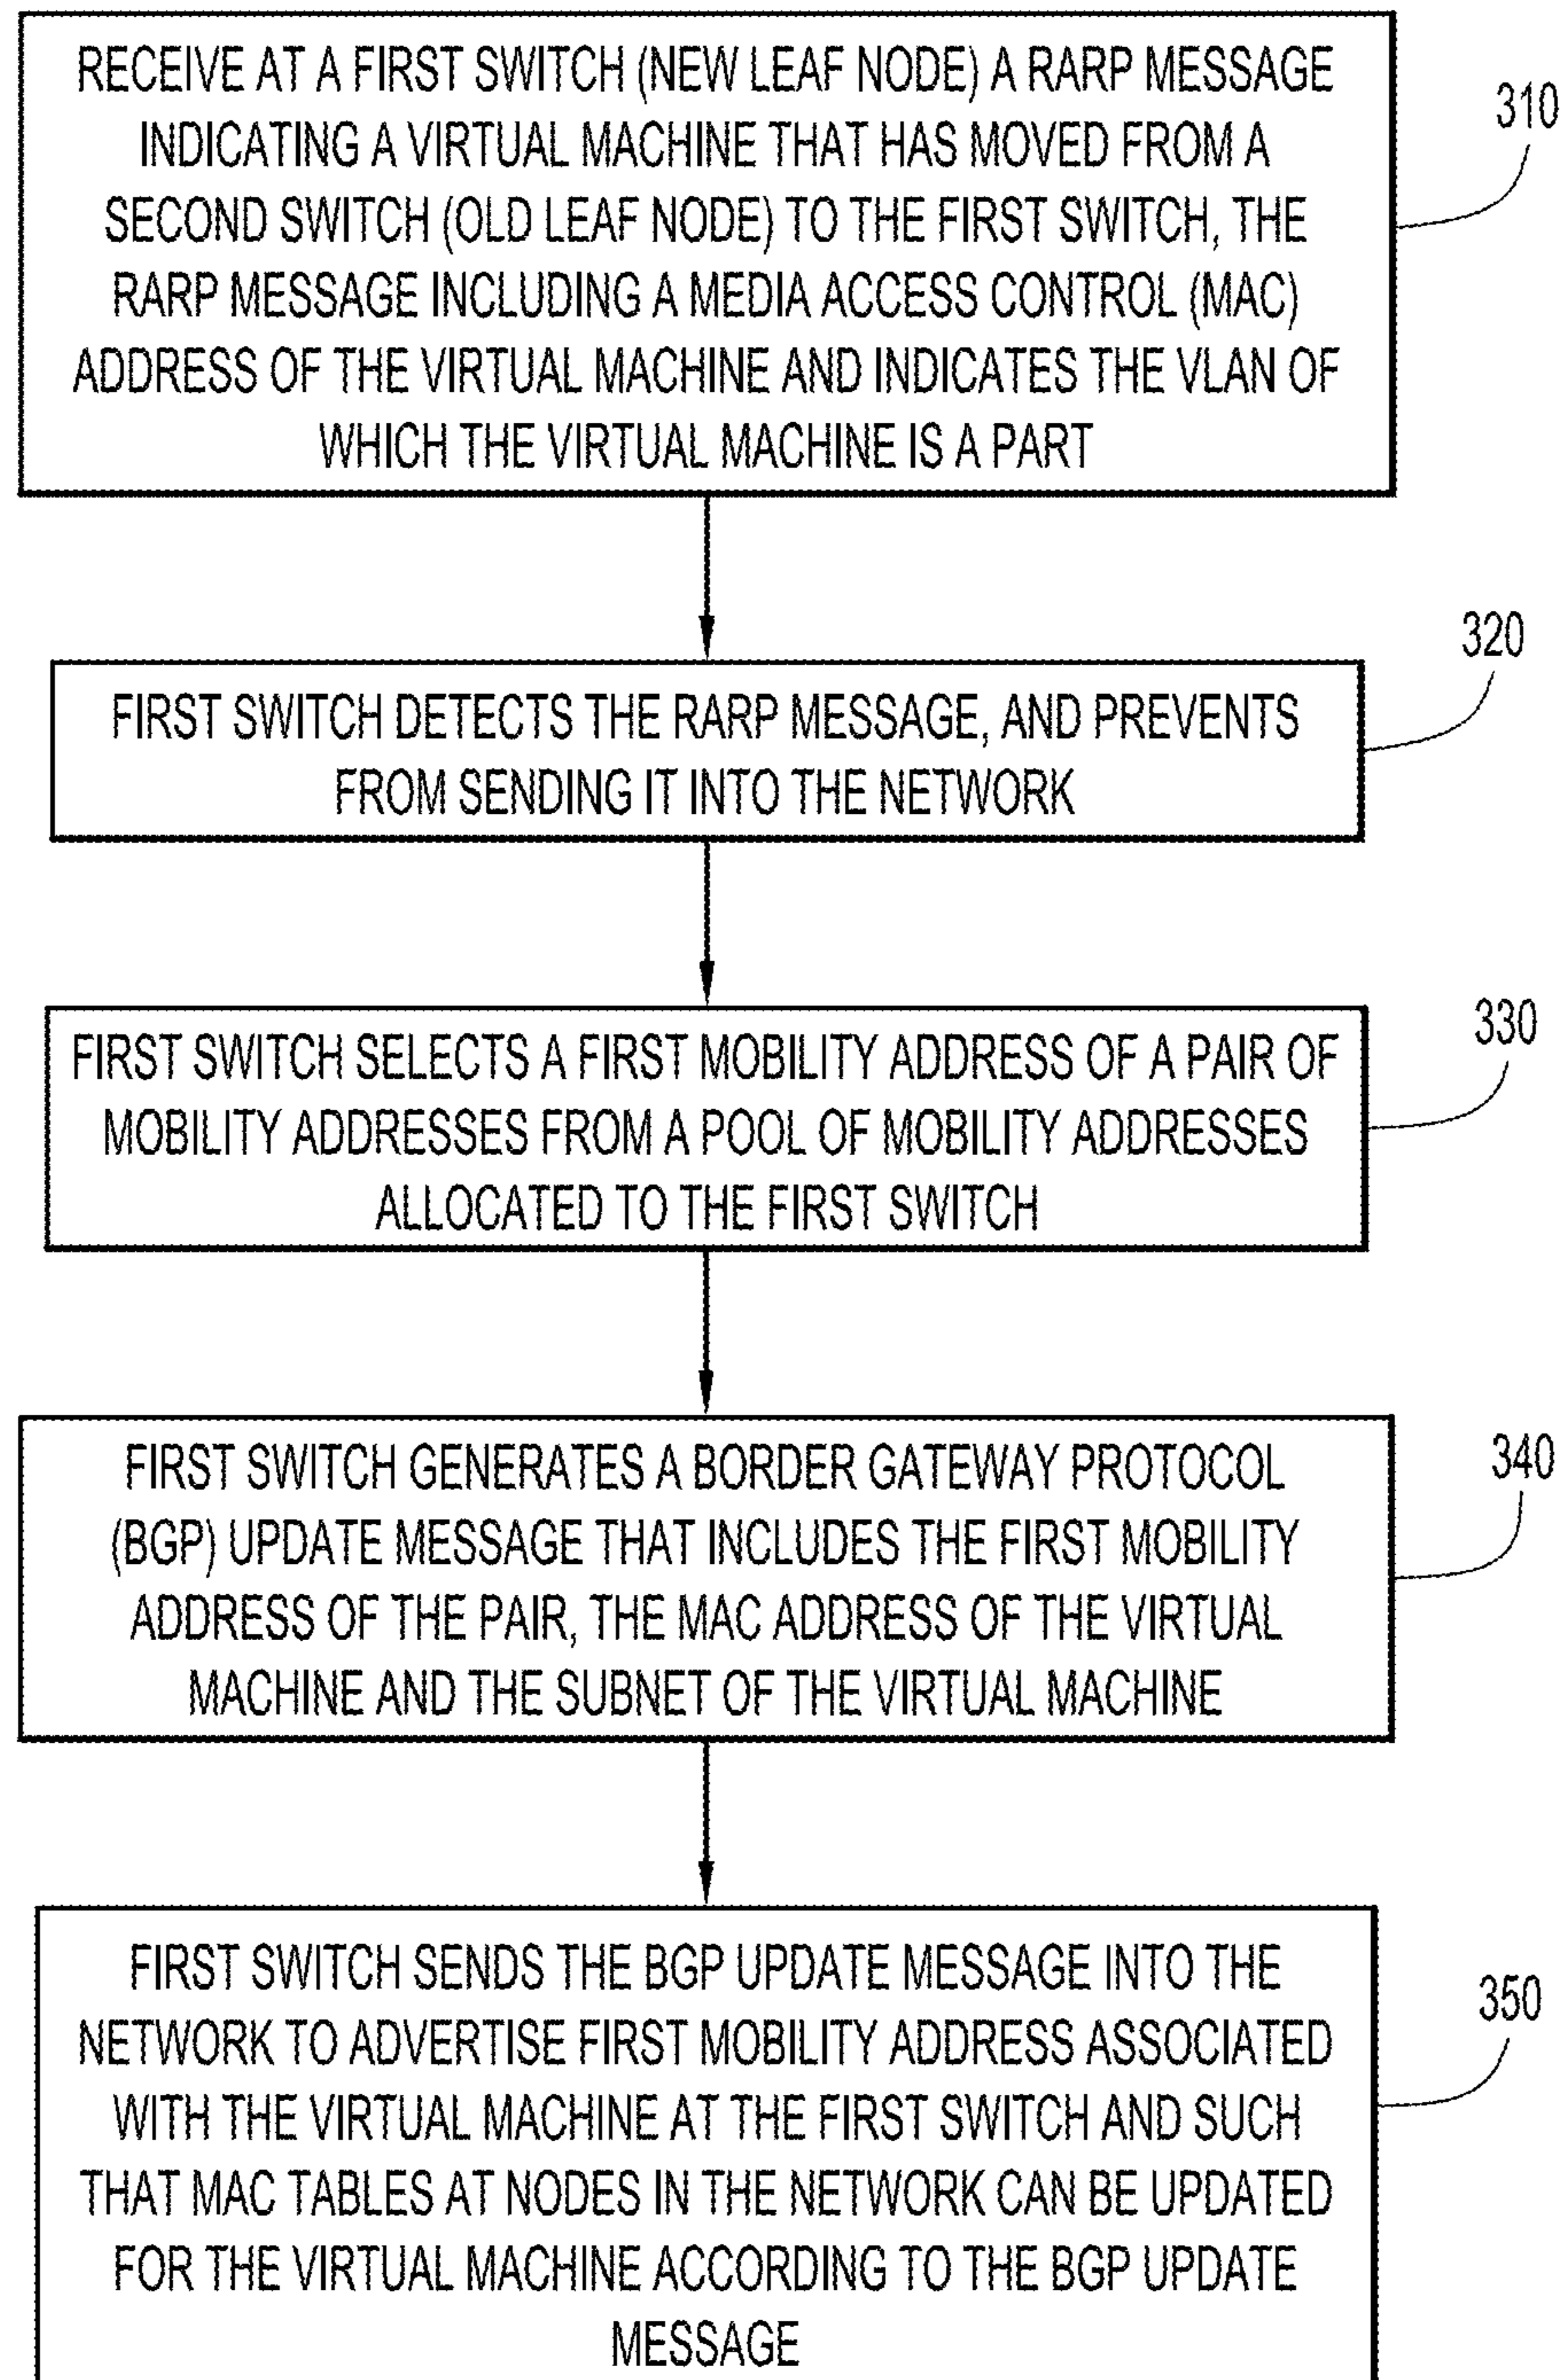 RECEIVE AT A FIRST SWITCH (NEW LEAF NODE) A RARP MESSAGE
INDICATING A VIRTUAL MACHINE THAT HAS MOVED FROM A
SECOND SWITCH (OLD LEAF NODE) TO THE FIRST SWITCH, THE
RARP MESSAGE INCLUDING A MEDIA ACCESS CONTROL (MAC)
ADDRESS OF THE VIRTUAL MACHINE AND INDICATES THE VLAN OF
WHICH THE VIRTUAL MACHINE IS A PART
310
FIRST SWITCH DETECTS THE RARP MESSAGE, AND PREVENTS
FROM SENDING IT INTO THE NETWORK
320
FIRST SWITCH SELECTS A FIRST MOBILITY ADDRESS OF A PAIR OF
MOBILITY ADDRESSES FROM A POOL OF MOBILITY ADDRESSES
ALLOCATED TO THE FIRST SWITCH
330
FIRST SWITCH GENERATES A BORDER GATEWAY PROTOCOL
(BGP) UPDATE MESSAGE THAT INCLUDES THE FIRST MOBILITY
ADDRESS OF THE PAIR, THE MAC ADDRESS OF THE VIRTUAL
MACHINE AND THE SUBNET OF THE VIRTUAL MACHINE
340
FIRST SWITCH SENDS THE BGP UPDATE MESSAGE INTO THE
NETWORK TO ADVERTISE FIRST MOBILITY ADDRESS ASSOCIATED
WITH THE VIRTUAL MACHINE AT THE FIRST SWITCH AND SUCH
THAT MAC TABLES AT NODES IN THE NETWORK CAN BE UPDATED
FOR THE VIRTUAL MACHINE ACCORDING TO THE BGP UPDATE
MESSAGE
350